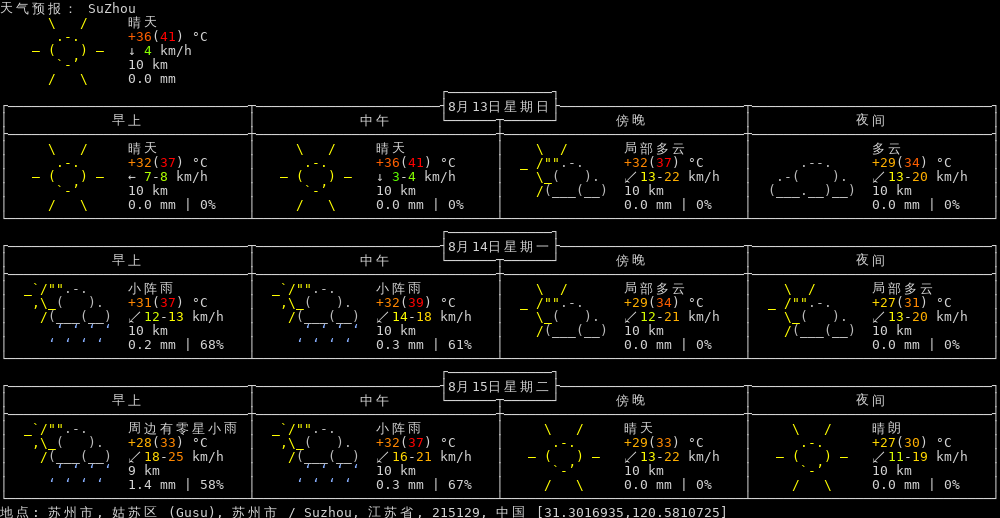 天气预报： SuZhou
晴天
+36(41) °C
↓ 4 km/h
10 km
0.0 mm
8月13日星期日
早上 中午 傍晚 夜间
晴天 晴天 局部多云 多云
+32(37) °C +36(41) °C +32(37) °C +29(34) °C
← 7-8 km/h ↓ 3-4 km/h ↙ 13-22 km/h ↙ 13-20 km/h
10 km 10 km 10 km 10 km
0.0 mm | 0% 0.0 mm | 0% 0.0 mm | 0% 0.0 mm | 0%
8月14日星期一
早上 中午 傍晚 夜间
小阵雨 小阵雨 局部多云 局部多云
+31(37) °C +32(39) °C +29(34) °C +27(31) °C
↙ 12-13 km/h ↙ 14-18 km/h ↙ 12-21 km/h ↙ 13-20 km/h
10 km 10 km 10 km 10 km
0.2 mm | 68% 0.3 mm | 61% 0.0 mm | 0% 0.0 mm | 0%
8月15日星期二
早上 中午 傍晚 夜间
周边有零星小雨 小阵雨 晴天 晴朗
+28(33) °C +32(37) °C +29(33) °C +27(30) °C
↙ 18-25 km/h ↙ 16-21 km/h ↙ 13-22 km/h ↙ 11-19 km/h
9 km 10 km 10 km 10 km
1.4 mm | 58% 0.3 mm | 67% 0.0 mm | 0% 0.0 mm | 0%
地点: 苏州市, 姑苏区 (Gusu), 苏州市 / Suzhou, 江苏省, 215129, 中国 [31.3016935,120.5810725]